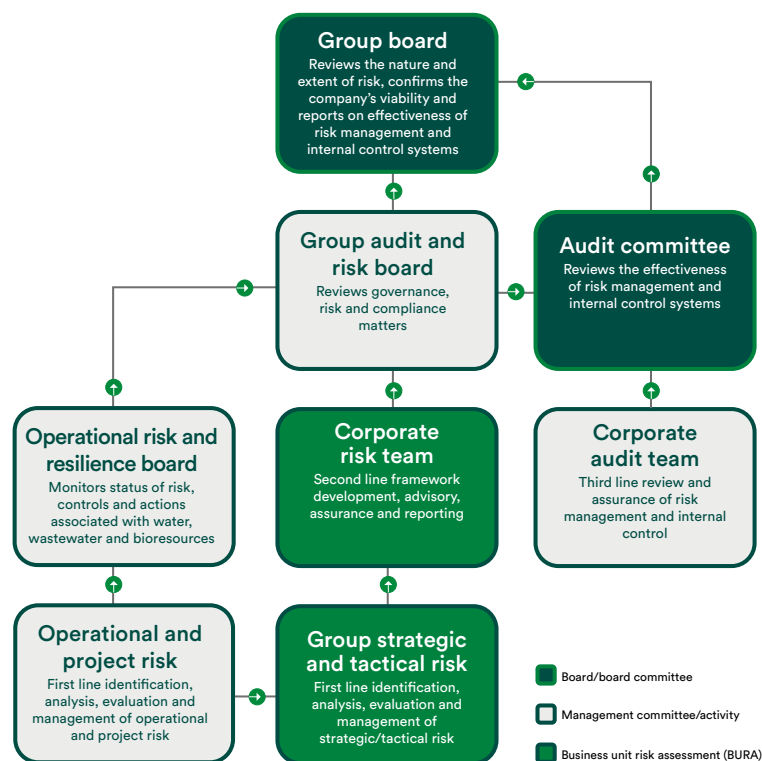 Group board
Reviews the nature and
extent of risk, confirms the
company's viability and
reports on effectiveness of
risk management and
internal control systems
Group audit and
risk board
Reviews governance,
risk and compliance
matters
Audit committee
Reviews the effectiveness
of risk management and
internal control systems
Operational risk and
resilience board
Monitors status of risk,
controls and actions
associated with water,
wastewater and bioresources
Corporate
risk team
Second line framework
development, advisory,
assurance and reporting
Corporate
audit team
Third line review and
assurance of risk
management and internal
control
Operational and
project risk
First line identification,
analysis, evaluation and
management of operational
and project risk
Group strategic
and tactical risk
First line identification,
analysis, evaluation and
management of
strategic/tactical risk
Board/board committee
Management committee/activity
Business unit risk assessment (BURA)